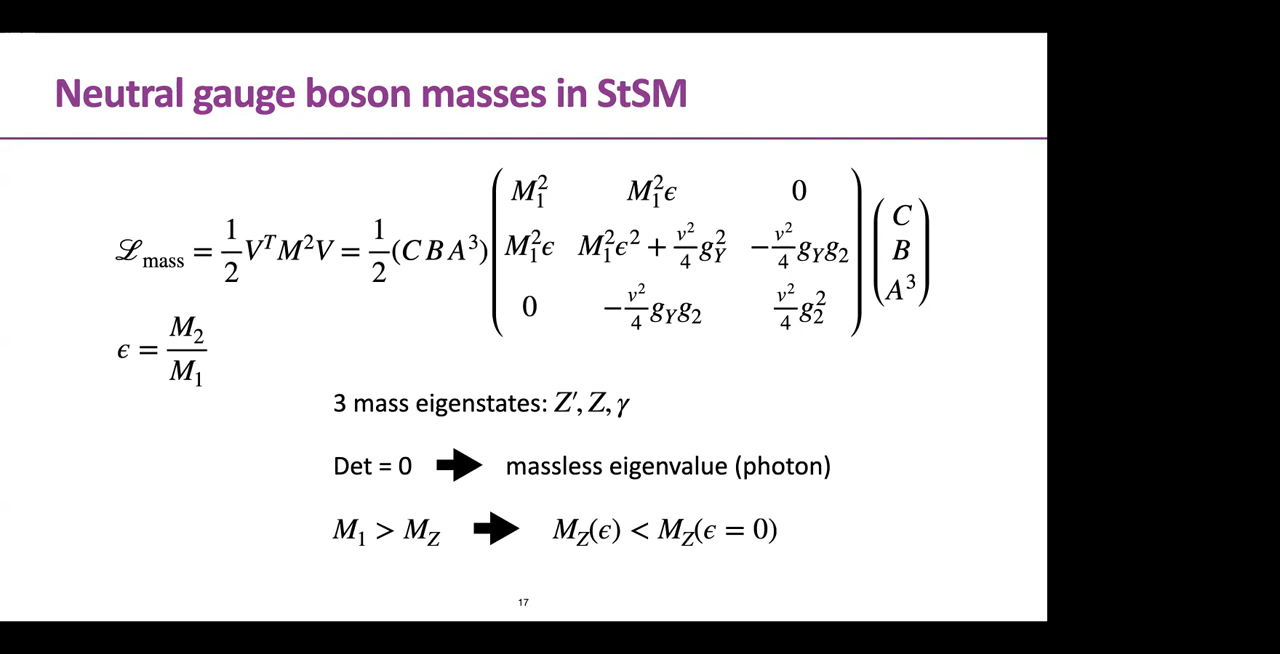 Neutral gauge boson masses in StSM
ℒ_mass = 1/2 V^T M^2 V = 1/2 (C B A^3) ( M_1^2 M_1^2ϵ 0 ; M_1^2ϵ M_1^2ϵ^2 + v^2/4 g_Y^2 −v^2/4 g_Y g_2 ; 0 −v^2/4 g_Y g_2 v^2/4 g_2^2 ) ( C ; B ; A^3 )
ϵ = M_2/M_1
3 mass eigenstates: Z′, Z, γ
Det = 0 ➡ massless eigenvalue (photon)
M_1 > M_Z ➡ M_Z(ϵ) < M_Z(ϵ = 0)
17